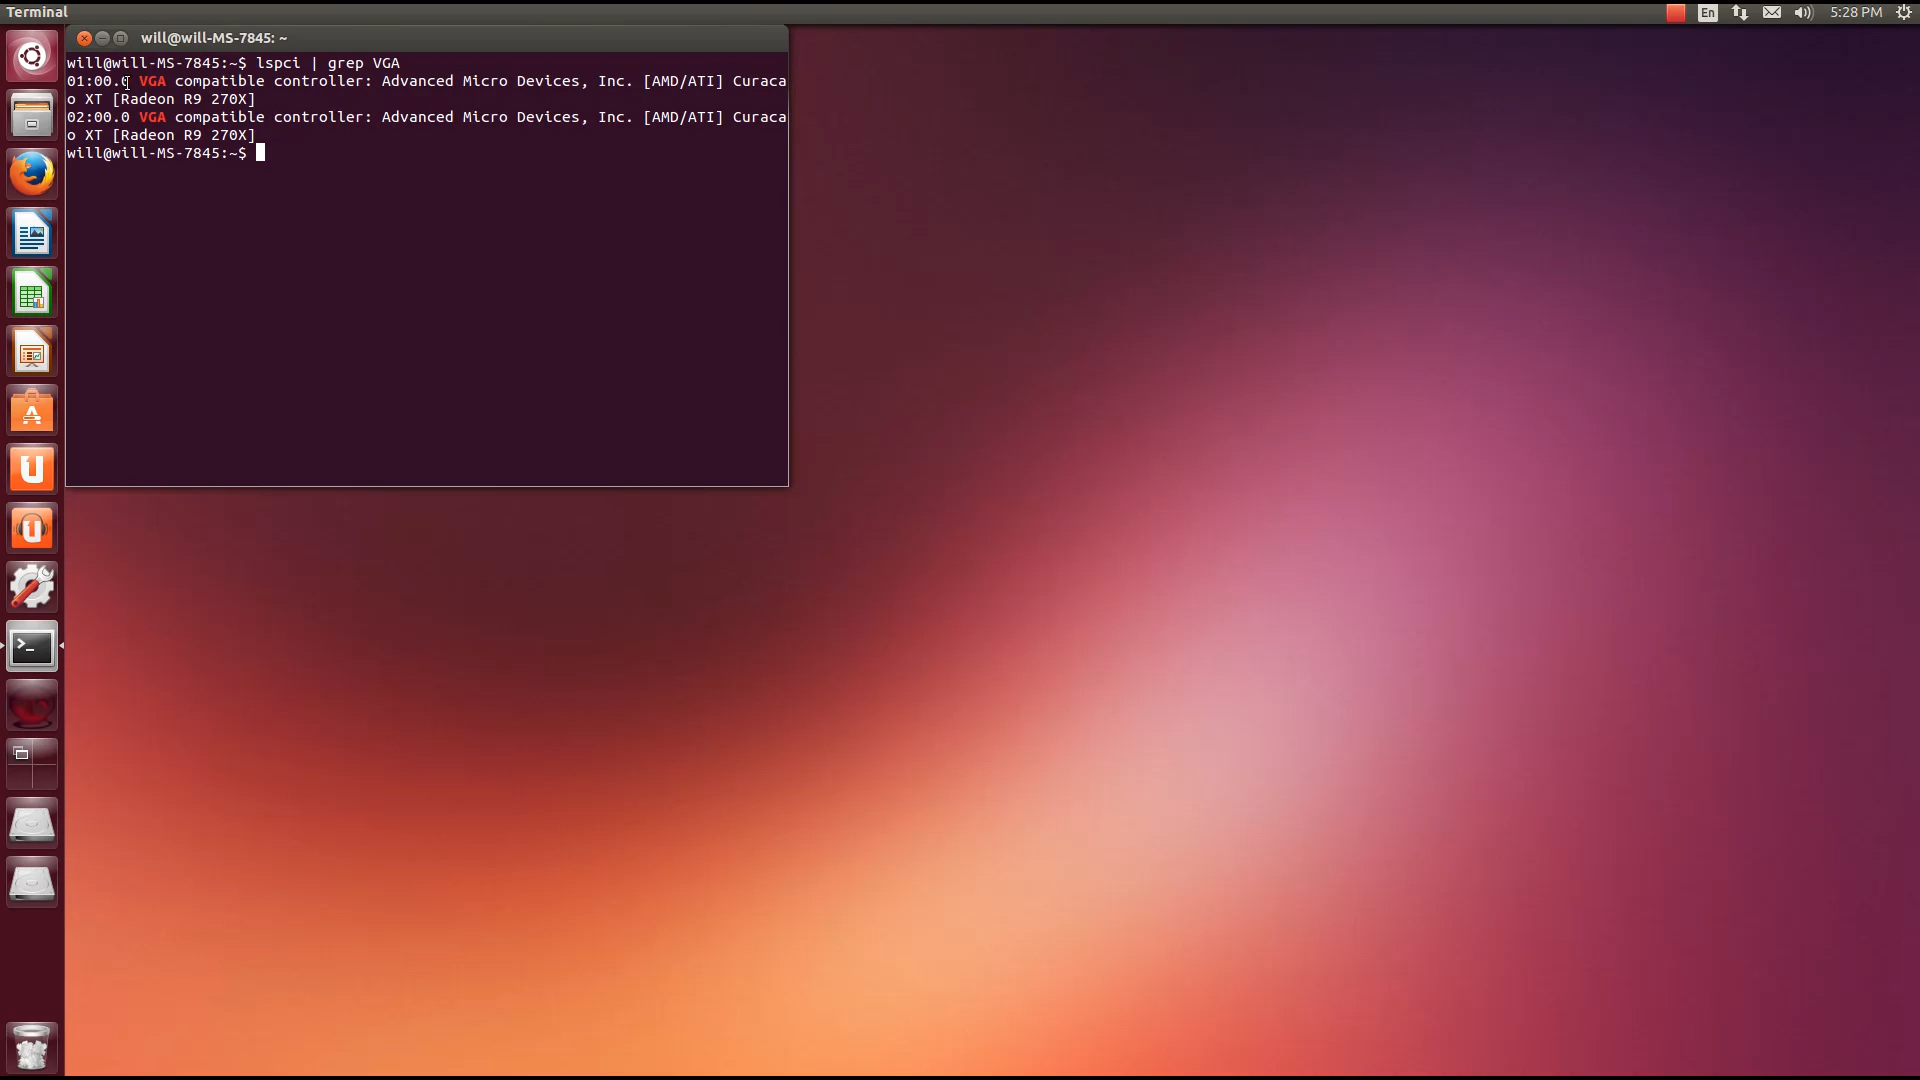 Terminal
En
5:28 PM
will@will-MS-7845: ~
will@will-MS-7845:~$ lspci | grep VGA
01:00.0 VGA compatible controller: Advanced Micro Devices, Inc. [AMD/ATI] Curaca
o XT [Radeon R9 270X]
02:00.0 VGA compatible controller: Advanced Micro Devices, Inc. [AMD/ATI] Curaca
o XT [Radeon R9 270X]
will@will-MS-7845:~$